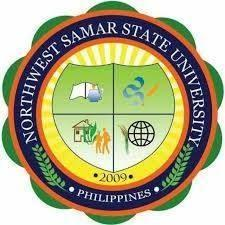 NORTHWEST SAMAR STATE UNIVERSITY
• 2009 •
• PHILIPPINES •